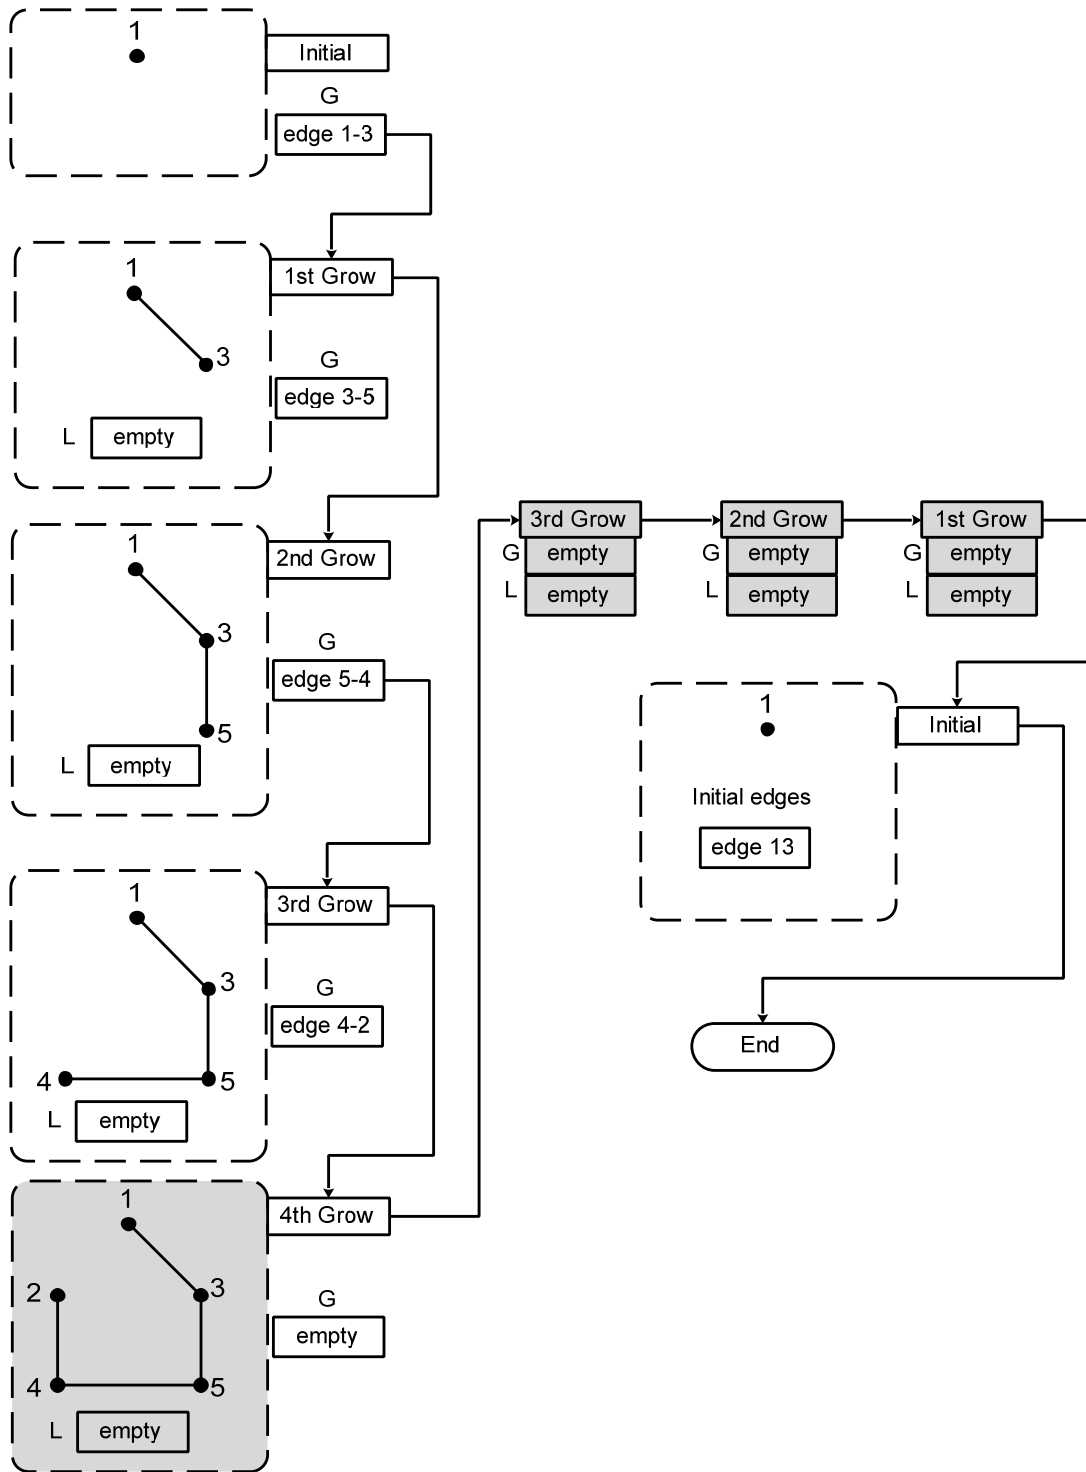 1
Initial
G
edge 1-3
1
1st Grow
3
G
edge 3-5
L empty
1
2nd Grow
3
G
edge 5-4
5
L empty
1
3rd Grow
3
G
edge 4-2
4 5
L empty
1
4th Grow
2 3
G
empty
4 5
L empty
3rd Grow 2nd Grow 1st Grow
G empty G empty G empty
L empty L empty L empty
1
Initial
Initial edges
edge 13
End